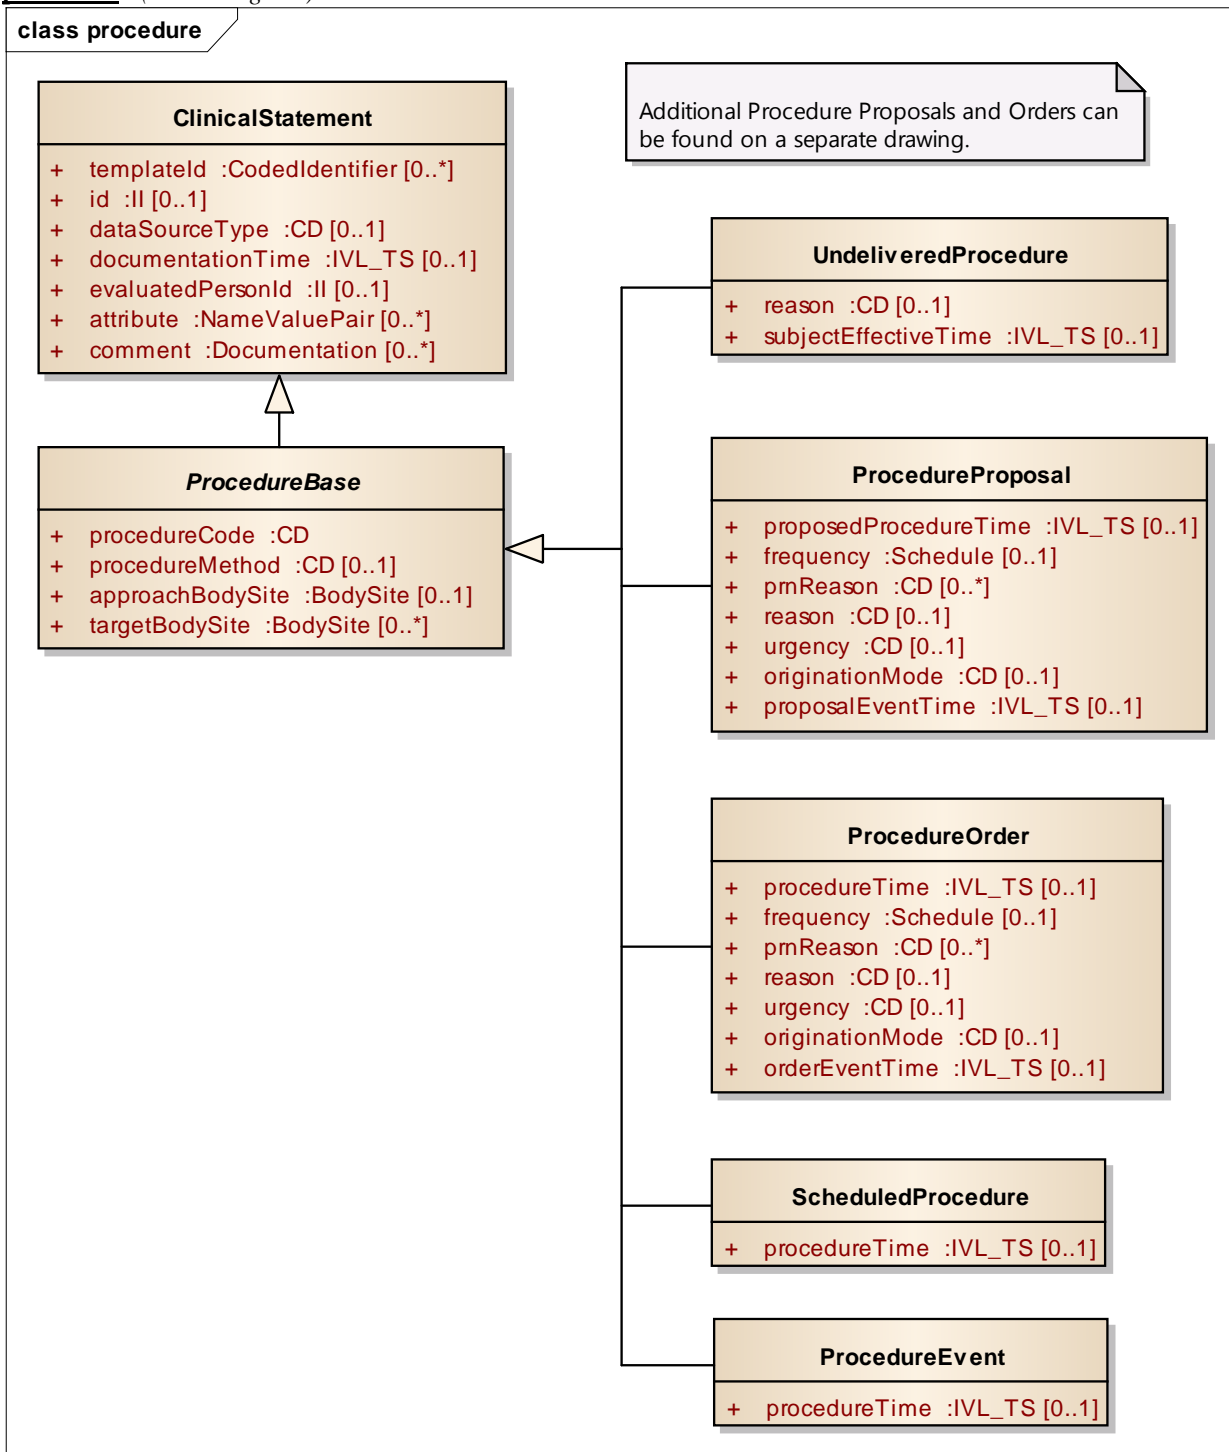 class procedure
ClinicalStatement
+ templateId :CodedIdentifier [0..*]
+ id :II [0..1]
+ dataSourceType :CD [0..1]
+ documentationTime :IVL_TS [0..1]
+ evaluatedPersonId :II [0..1]
+ attribute :NameValuePair [0..*]
+ comment :Documentation [0..*]
ProcedureBase
+ procedureCode :CD
+ procedureMethod :CD [0..1]
+ approachBodySite :BodySite [0..1]
+ targetBodySite :BodySite [0..*]
Additional Procedure Proposals and Orders can
be found on a separate drawing.
UndeliveredProcedure
+ reason :CD [0..1]
+ subjectEffectiveTime :IVL_TS [0..1]
ProcedureProposal
+ proposedProcedureTime :IVL_TS [0..1]
+ frequency :Schedule [0..1]
+ prnReason :CD [0..*]
+ reason :CD [0..1]
+ urgency :CD [0..1]
+ originationMode :CD [0..1]
+ proposalEventTime :IVL_TS [0..1]
ProcedureOrder
+ procedureTime :IVL_TS [0..1]
+ frequency :Schedule [0..1]
+ prnReason :CD [0..*]
+ reason :CD [0..1]
+ urgency :CD [0..1]
+ originationMode :CD [0..1]
+ orderEventTime :IVL_TS [0..1]
ScheduledProcedure
+ procedureTime :IVL_TS [0..1]
ProcedureEvent
+ procedureTime :IVL_TS [0..1]